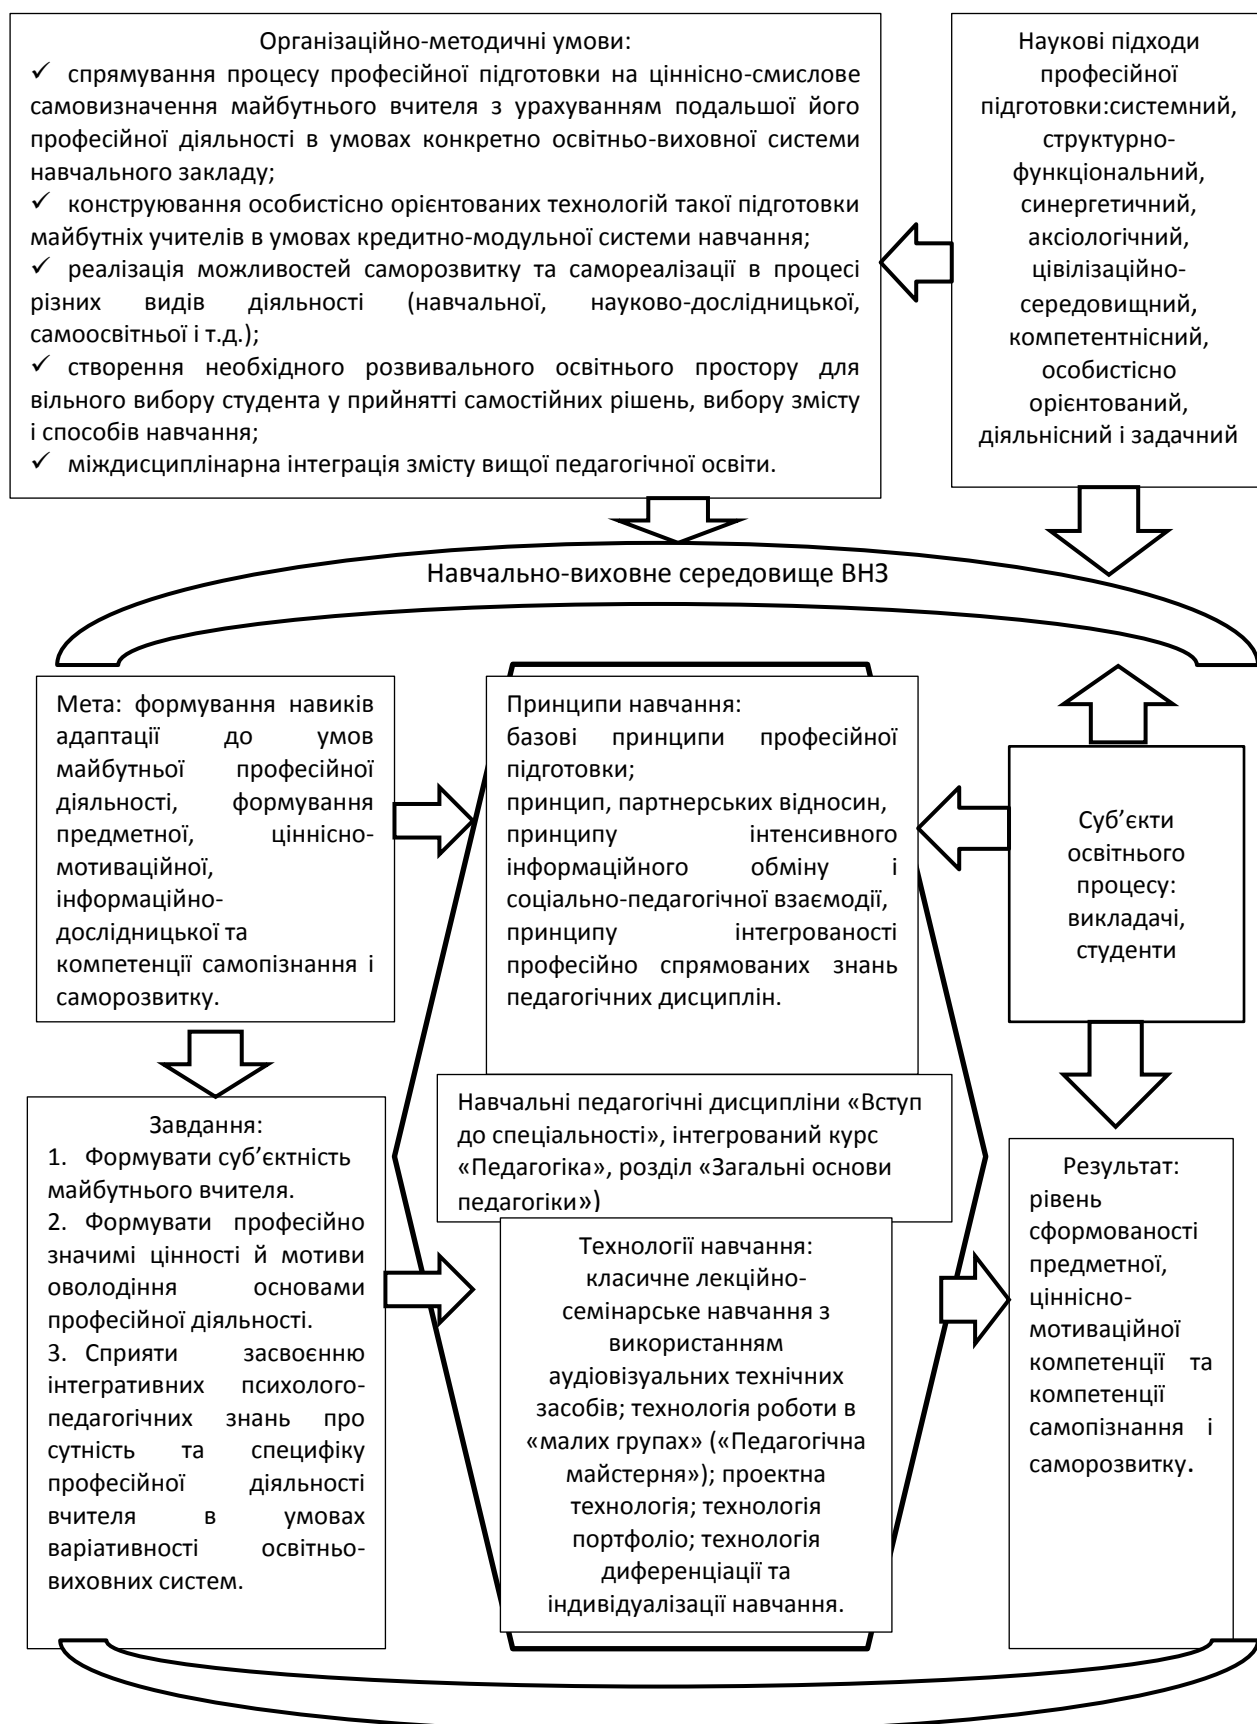 Організаційно-методичні умови:
✓ спрямування процесу професійної підготовки на ціннісно-смислове
самовизначення майбутнього вчителя з урахуванням подальшої його
професійної діяльності в умовах конкретно освітньо-виховної системи
навчального закладу;
✓ конструювання особистісно орієнтованих технологій такої підготовки
майбутніх учителів в умовах кредитно-модульної системи навчання;
✓ реалізація можливостей саморозвитку та самореалізації в процесі
різних видів діяльності (навчальної, науково-дослідницької,
самоосвітньої і т.д.);
✓ створення необхідного розвивального освітнього простору для
вільного вибору студента у прийнятті самостійних рішень, вибору змісту
і способів навчання;
✓ міждисциплінарна інтеграція змісту вищої педагогічної освіти.
Наукові підходи
професійної
підготовки:системний,
структурно-
функціональний,
синергетичний,
аксіологічний,
цівілізаційно-
середовищний,
компетентнісний,
особистісно
орієнтований,
діяльнісний і задачний
Навчально-виховне середовище ВНЗ
Мета: формування навиків
адаптації до умов
майбутньої професійної
діяльності, формування
предметної, ціннісно-
мотиваційної,
інформаційно-
дослідницької та
компетенції самопізнання і
саморозвитку.
Принципи навчання:
базові принципи професійної
підготовки;
принцип, партнерських відносин,
принципу інтенсивного
інформаційного обміну і
соціально-педагогічної взаємодії,
принципу інтегрованості
професійно спрямованих знань
педагогічних дисциплін.
Суб’єкти
освітнього
процесу:
викладачі,
студенти
Завдання:
1. Формувати суб’єктність
майбутнього вчителя.
2. Формувати професійно
значимі цінності й мотиви
оволодіння основами
професійної діяльності.
3. Сприяти засвоєнню
інтегративних психолого-
педагогічних знань про
сутність та специфіку
професійної діяльності
вчителя в умовах
варіативності освітньо-
виховних систем.
Навчальні педагогічні дисципліни «Вступ
до спеціальності», інтегрований курс
«Педагогіка», розділ «Загальні основи
педагогіки»)
Технології навчання:
класичне лекційно-
семінарське навчання з
використанням
аудіовізуальних технічних
засобів; технологія роботи в
«малих групах» («Педагогічна
майстерня»); проектна
технологія; технологія
портфоліо; технологія
диференціації та
індивідуалізації навчання.
Результат:
рівень
сформованості
предметної,
ціннісно-
мотиваційної
компетенції та
компетенції
самопізнання і
саморозвитку.